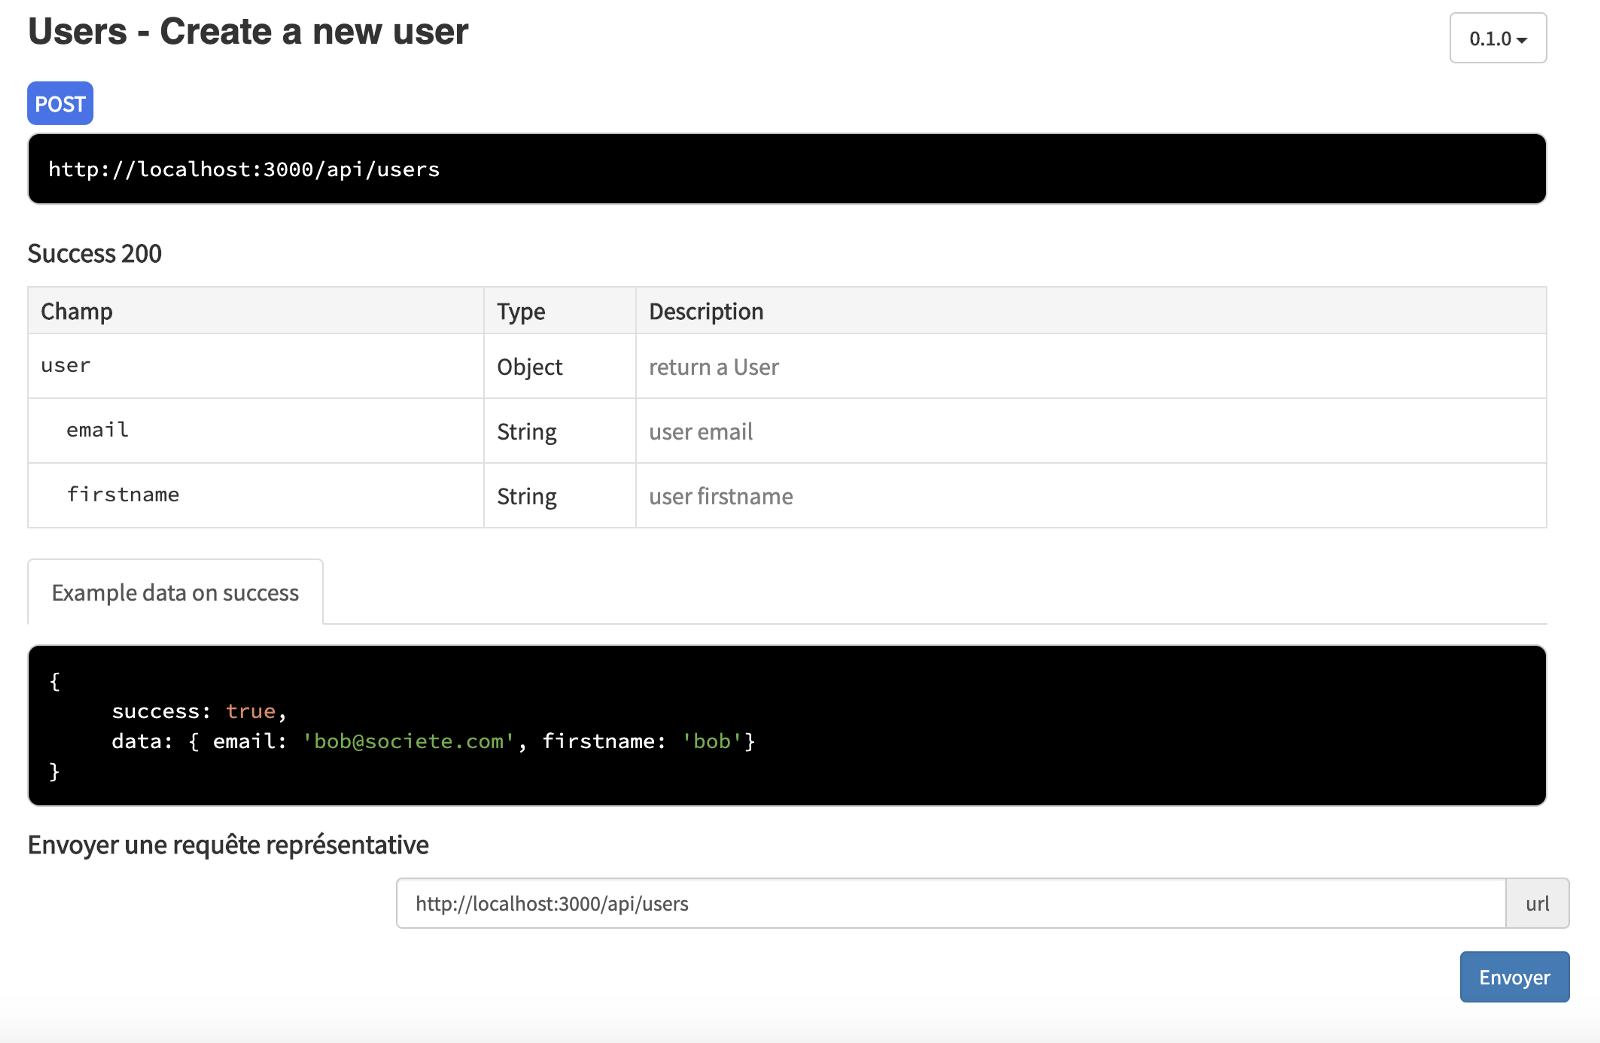 Users - Create a new user
0.1.0
POST
http://localhost:3000/api/users
Success 200
Champ Type Description
user Object return a User
email String user email
firstname String user firstname
Example data on success
{
success: true,
data: { email: 'bob@societe.com', firstname: 'bob'}
}
Envoyer une requête représentative
http://localhost:3000/api/users url
Envoyer